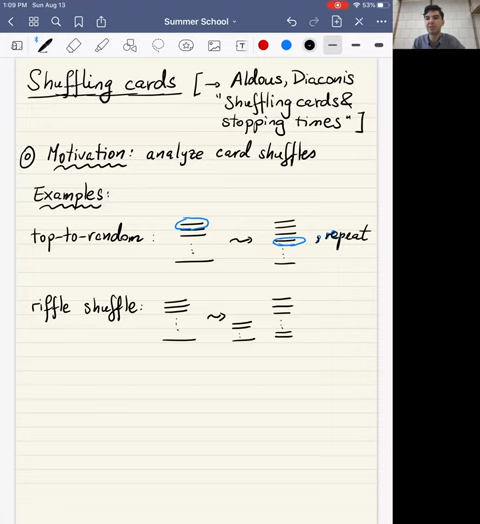 1:09 PM Sun Aug 13
53%
Summer School
T
Shuffling cards [→ Aldous, Diaconis
"Shuffling cards &
stopping times"]
0 Motivation: analyze card shuffles
Examples:
top-to-random: , repeat
riffle shuffle: